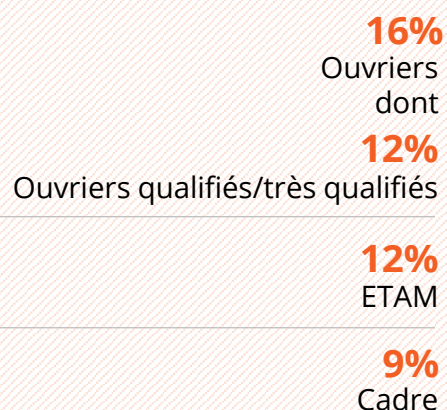 16%
Ouvriers
dont
12%
Ouvriers qualifiés/très qualifiés
12%
ETAM
9%
Cadre